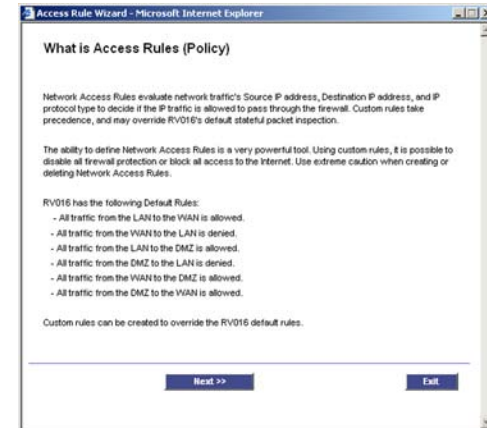 Access Rule Wizard - Microsoft Internet Explorer
What is Access Rules (Policy)
Network Access Rules evaluate network traffic's Source IP address, Destination IP address, and IP
protocol type to decide if the IP traffic is allowed to pass through the firewall. Custom rules take
precedence, and may override RV016's default stateful packet inspection.
The ability to define Network Access Rules is a very powerful tool. Using custom rules, it is possible to
disable all firewall protection or block all access to the Internet. Use extreme caution when creating or
deleting Network Access Rules.
RV016 has the following Default Rules:
- All traffic from the LAN to the WAN is allowed.
- All traffic from the WAN to the LAN is denied.
- All traffic from the LAN to the DMZ is allowed.
- All traffic from the DMZ to the LAN is denied.
- All traffic from the WAN to the DMZ is allowed.
- All traffic from the DMZ to the WAN is allowed.
Custom rules can be created to override the RV016 default rules.
Next >> Exit